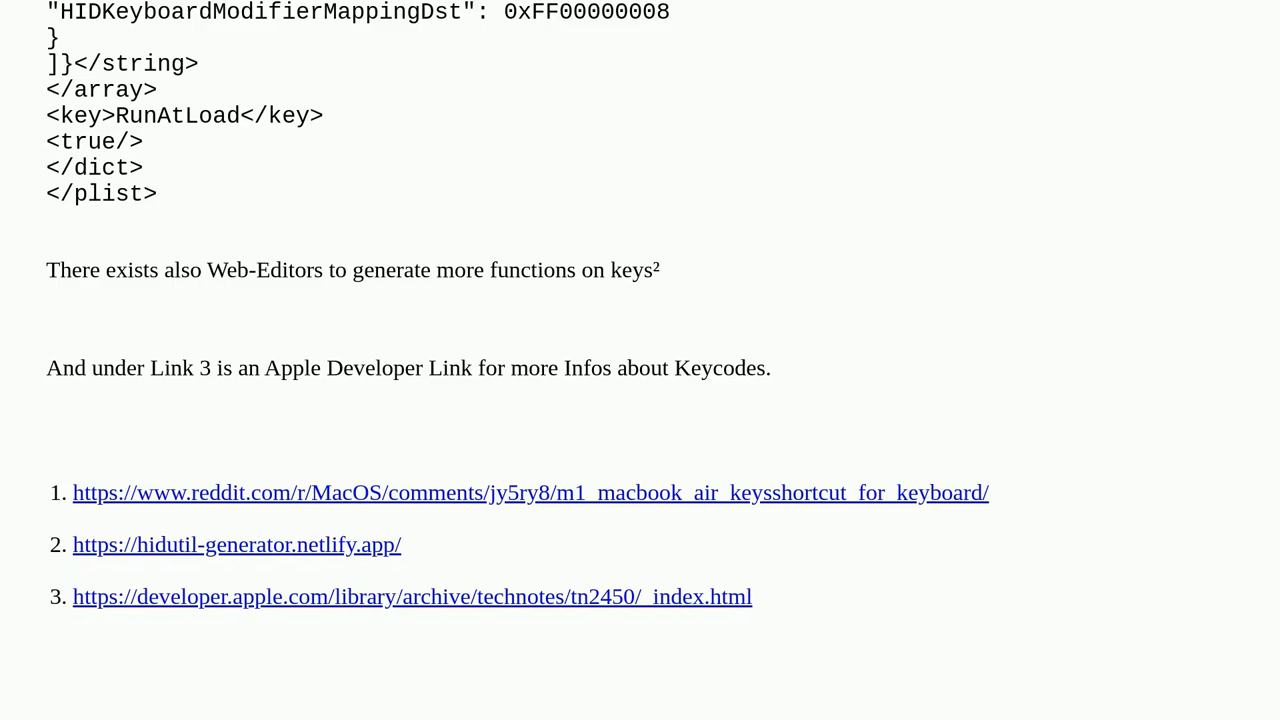 "HIDKeyboardModifierMappingDst": 0xFF00000008
}
]}</string>
</array>
<key>RunAtLoad</key>
<true/>
</dict>
</plist>
There exists also Web-Editors to generate more functions on keys²
And under Link 3 is an Apple Developer Link for more Infos about Keycodes.
1. https://www.reddit.com/r/MacOS/comments/jy5ry8/m1_macbook_air_keysshortcut_for_keyboard/
2. https://hidutil-generator.netlify.app/
3. https://developer.apple.com/library/archive/technotes/tn2450/_index.html